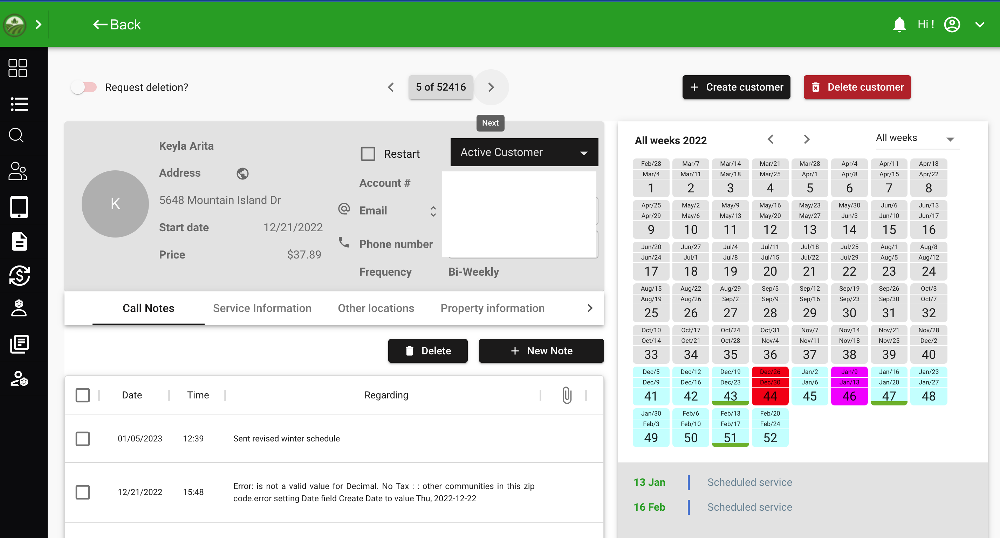 Back
Hi !
Request deletion?
5 of 52416
Create customer
Delete customer
Next
Keyla Arita
Address
5648 Mountain Island Dr
Start date 12/21/2022
Price $37.89
K
Restart
Active Customer
Account #
Email
Phone number
Frequency Bi-Weekly
Call Notes Service Information Other locations Property information
Delete
New Note
Date Time Regarding
01/05/2023 12:39 Sent revised winter schedule
12/21/2022 15:48 Error: is not a valid value for Decimal. No Tax : : other communities in this zip
code.error setting Date field Create Date to value Thu, 2022-12-22
All weeks 2022
All weeks
Feb/28 Mar/7 Mar/14 Mar/21 Mar/28 Apr/4 Apr/11 Apr/18
Mar/4 Mar/11 Mar/18 Mar/25 Apr/1 Apr/8 Apr/15 Apr/22
1 2 3 4 5 6 7 8
Apr/25 May/2 May/9 May/16 May/23 May/30 Jun/6 Jun/13
Apr/29 May/6 May/13 May/20 May/27 Jun/3 Jun/10 Jun/17
9 10 11 12 13 14 15 16
Jun/20 Jun/27 Jul/4 Jul/11 Jul/18 Jul/25 Aug/1 Aug/8
Jun/24 Jul/1 Jul/8 Jul/15 Jul/22 Jul/29 Aug/5 Aug/12
17 18 19 20 21 22 23 24
Aug/15 Aug/22 Aug/29 Sep/5 Sep/12 Sep/19 Sep/26 Oct/3
Aug/19 Aug/26 Sep/2 Sep/9 Sep/16 Sep/23 Sep/30 Oct/7
25 26 27 28 29 30 31 32
Oct/10 Oct/17 Oct/24 Oct/31 Nov/7 Nov/14 Nov/21 Nov/28
Oct/14 Oct/21 Oct/28 Nov/4 Nov/11 Nov/18 Nov/25 Dec/2
33 34 35 36 37 38 39 40
Dec/5 Dec/12 Dec/19 Dec/26 Jan/2 Jan/9 Jan/16 Jan/23
Dec/9 Dec/16 Dec/23 Dec/30 Jan/6 Jan/13 Jan/20 Jan/27
41 42 43 44 45 46 47 48
Jan/30 Feb/6 Feb/13 Feb/20
Feb/3 Feb/10 Feb/17 Feb/24
49 50 51 52
13 Jan Scheduled service
16 Feb Scheduled service